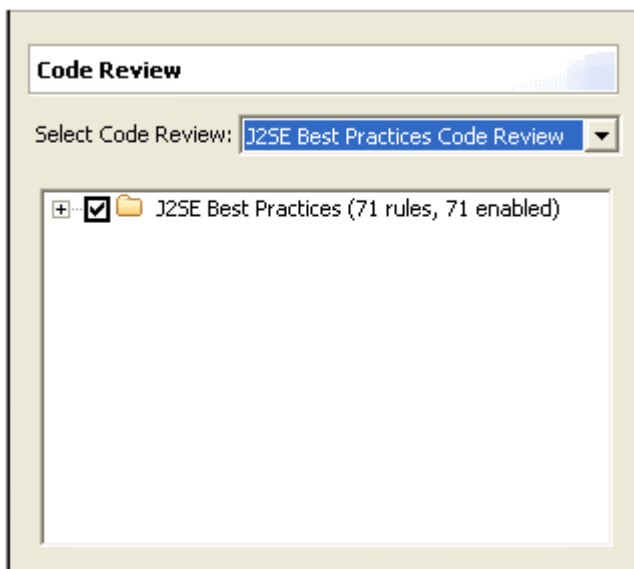 Code Review
Select Code Review: J2SE Best Practices Code Review
J2SE Best Practices (71 rules, 71 enabled)